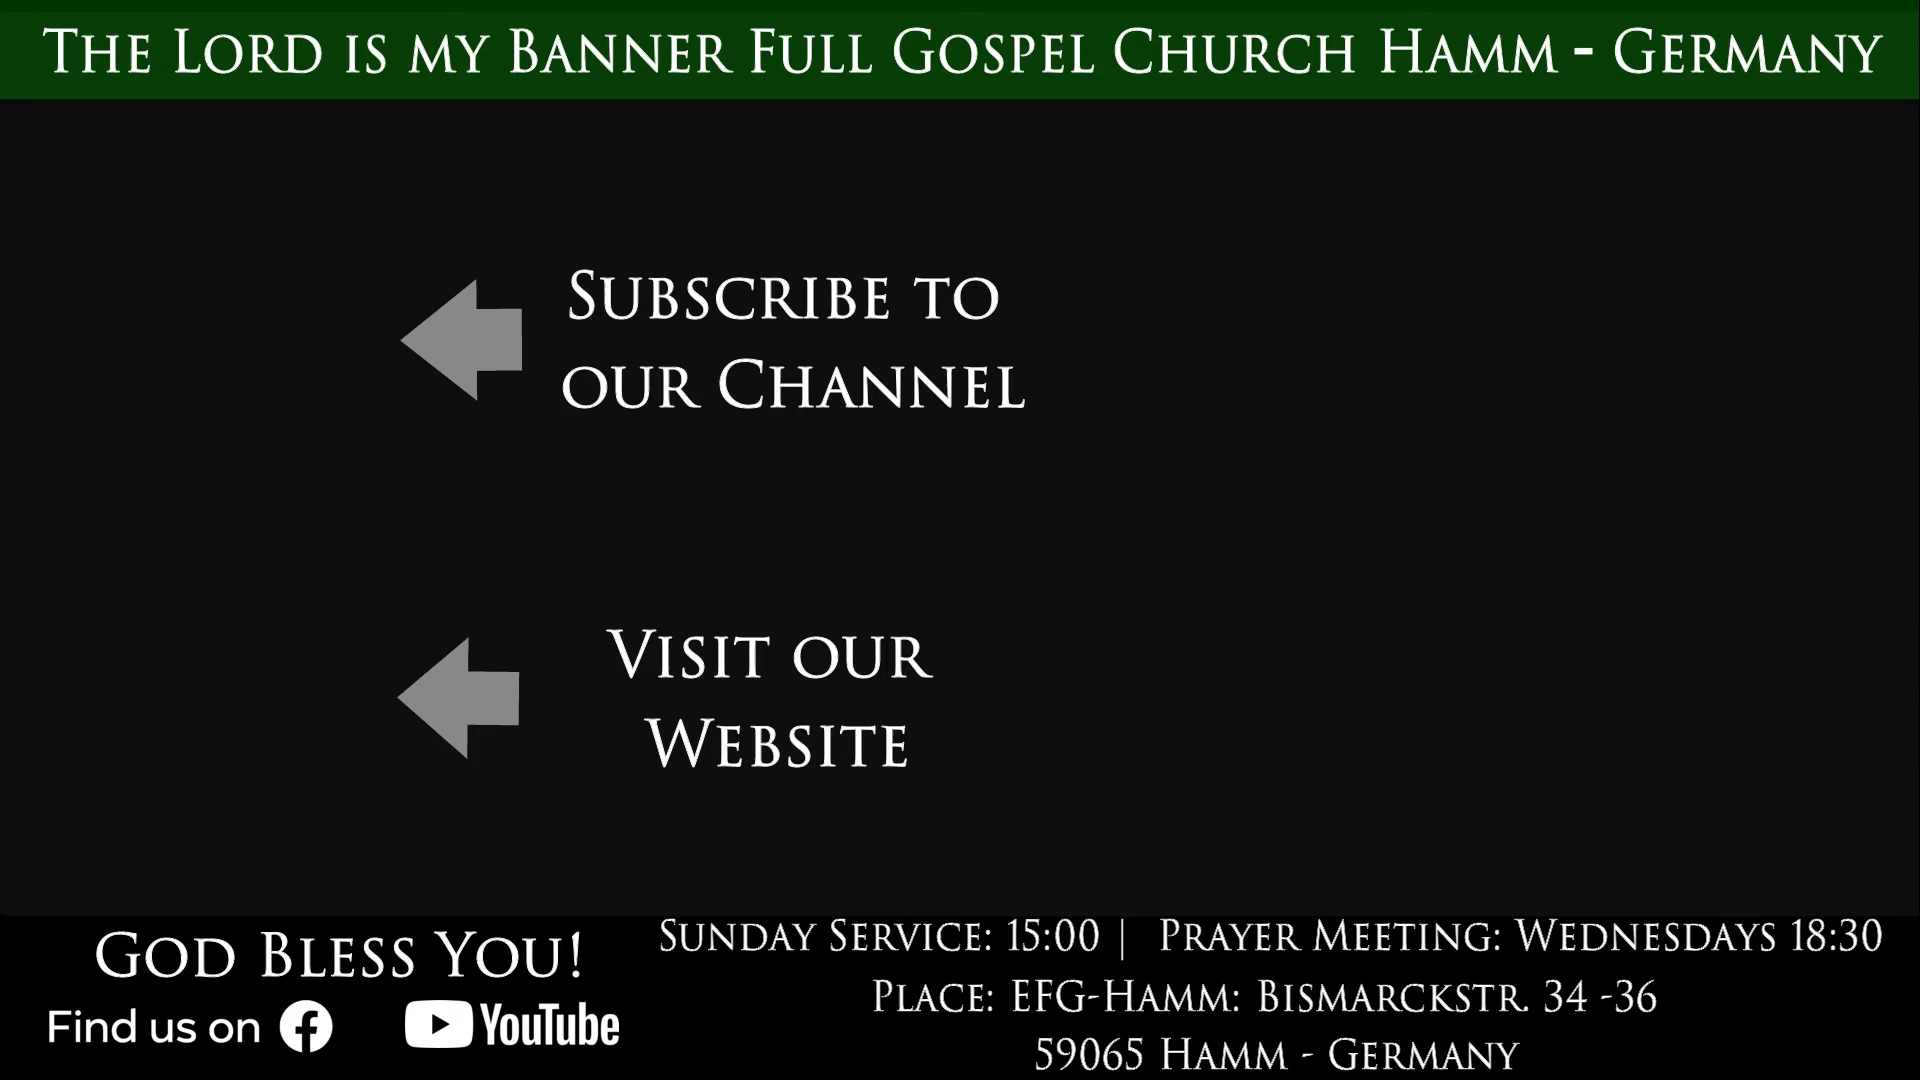 The Lord is my Banner Full Gospel Church Hamm - Germany
Subscribe to
our Channel
Visit our
Website
God Bless You!
Find us on
YouTube
Sunday Service: 15:00 | Prayer Meeting: Wednesdays 18:30
Place: EFG-Hamm: Bismarckstr. 34 -36
59065 Hamm - Germany